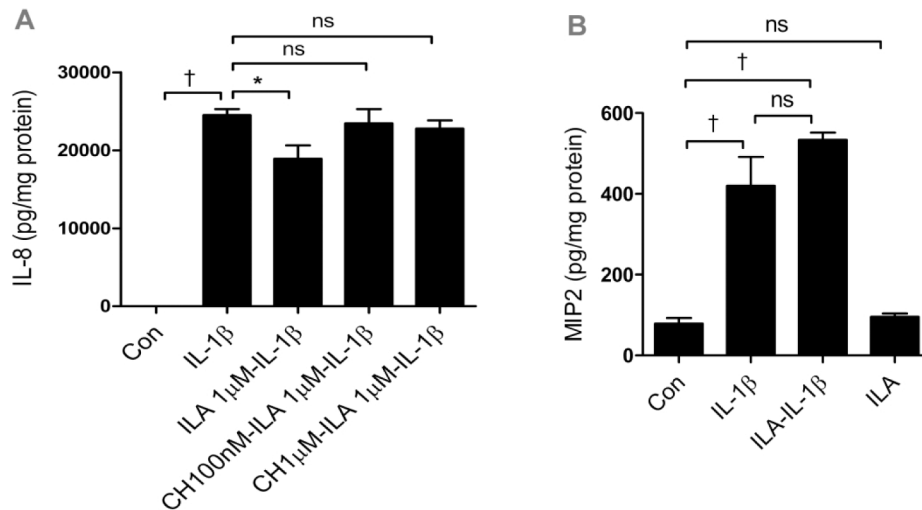 A
IL-8 (pg/mg protein)
30000
20000
10000
0
†
*
ns
ns
Con
IL-1β
ILA 1μM-IL-1β
CH100nM-ILA 1μM-IL-1β
CH1μM-ILA 1μM-IL-1β
B
MIP2 (pg/mg protein)
600
400
200
0
ns
†
†
ns
Con
IL-1β
ILA-IL-1β
ILA